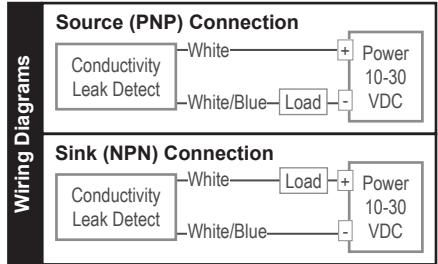 Wiring Diagrams
Source (PNP) Connection
Conductivity
Leak Detect
White
White/Blue
Load
+
-
Power
10-30
VDC
Sink (NPN) Connection
Conductivity
Leak Detect
White
Load
White/Blue
+
-
Power
10-30
VDC